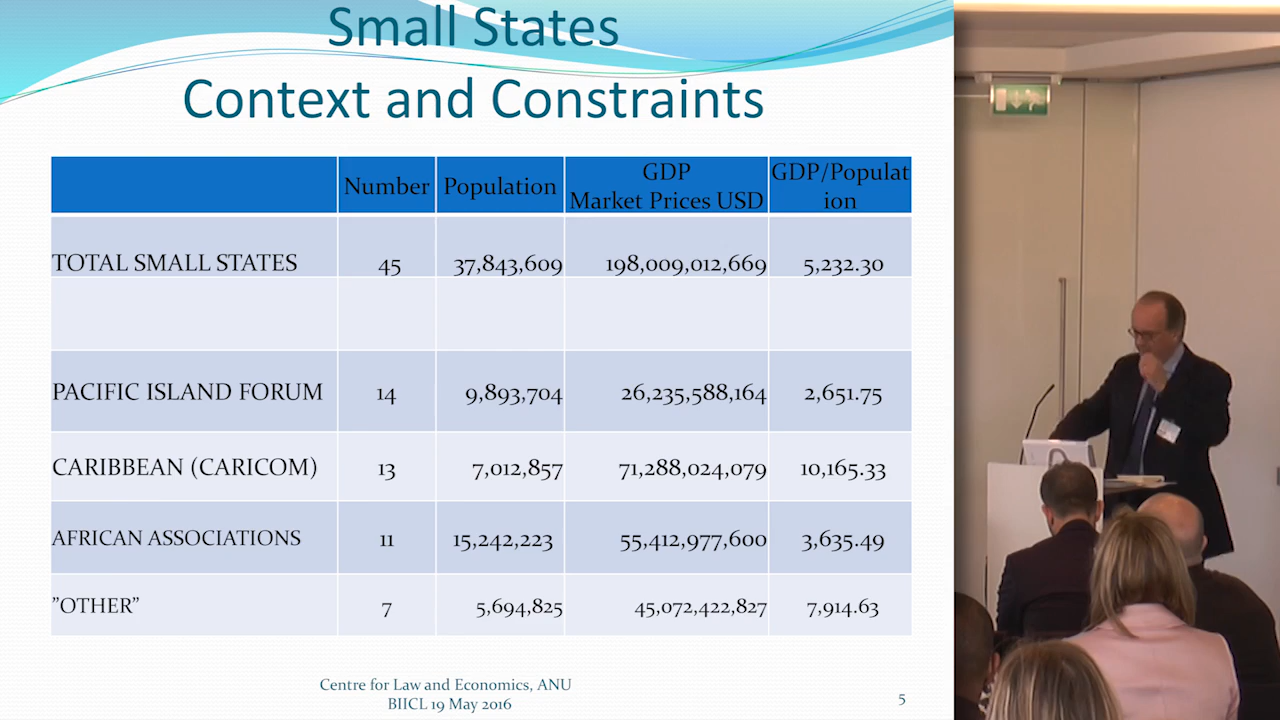 Small States
Context and Constraints
Number Population GDP Market Prices USD GDP/Populat ion
TOTAL SMALL STATES 45 37,843,609 198,009,012,669 5,232.30
PACIFIC ISLAND FORUM 14 9,893,704 26,235,588,164 2,651.75
CARIBBEAN (CARICOM) 13 7,012,857 71,288,024,079 10,165.33
AFRICAN ASSOCIATIONS 11 15,242,223 55,412,977,600 3,635.49
”OTHER” 7 5,694,825 45,072,422,827 7,914.63
Centre for Law and Economics, ANU
BIICL 19 May 2016
5